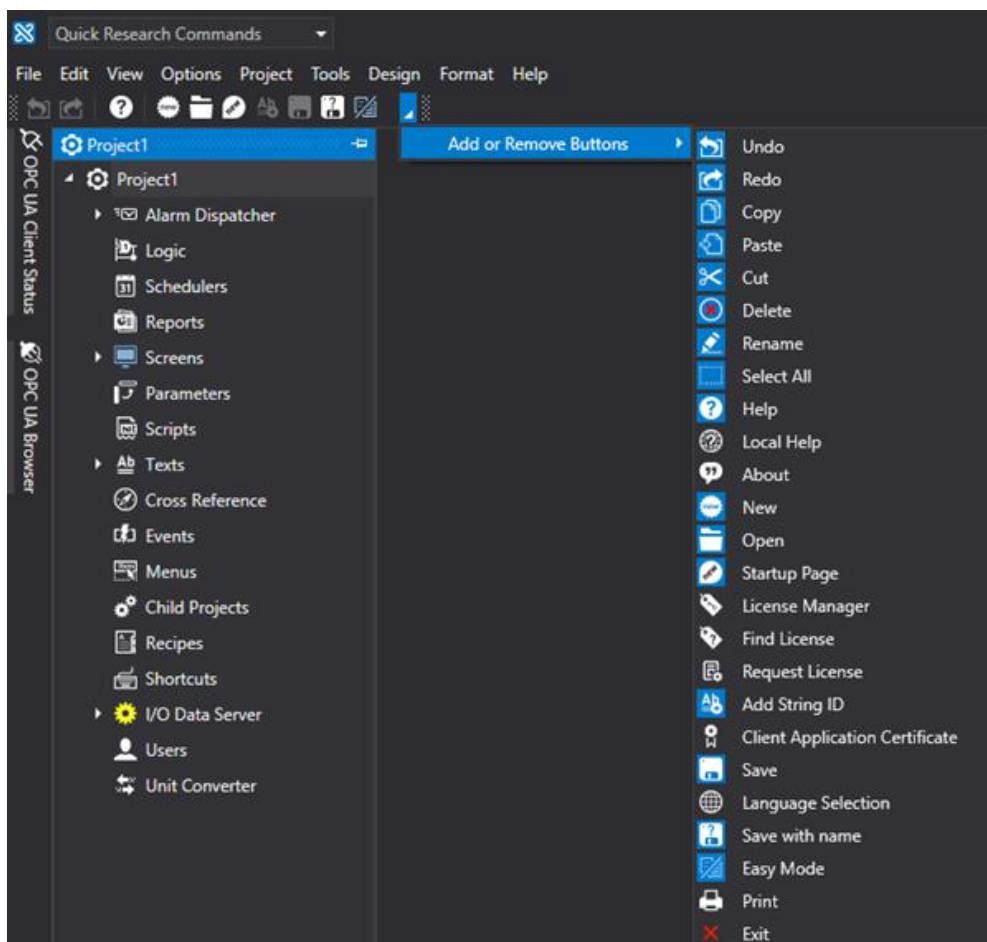 Quick Research Commands
File Edit View Options Project Tools Design Format Help
OPC UA Client Status
OPC UA Browser
Project1
Project1
Alarm Dispatcher
Logic
Schedulers
Reports
Screens
Parameters
Scripts
Texts
Cross Reference
Events
Menus
Child Projects
Recipes
Shortcuts
I/O Data Server
Users
Unit Converter
Add or Remove Buttons
Undo
Redo
Copy
Paste
Cut
Delete
Rename
Select All
Help
Local Help
About
New
Open
Startup Page
License Manager
Find License
Request License
Add String ID
Client Application Certificate
Save
Language Selection
Save with name
Easy Mode
Print
Exit